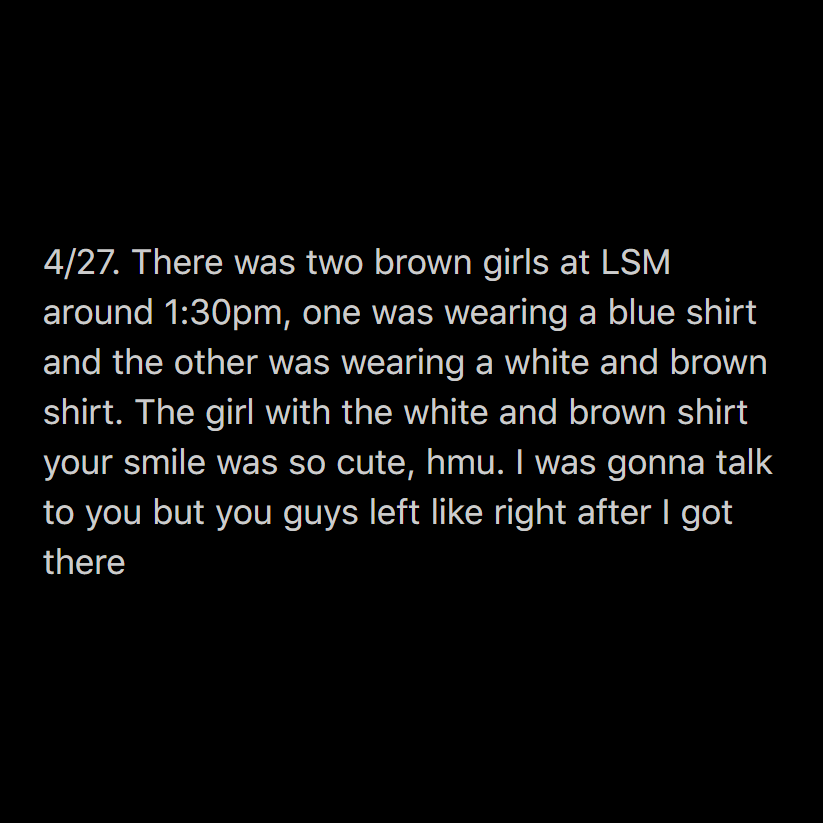 4/27. There was two brown girls at LSM
around 1:30pm, one was wearing a blue shirt
and the other was wearing a white and brown
shirt. The girl with the white and brown shirt
your smile was so cute, hmu. I was gonna talk
to you but you guys left like right after I got
there